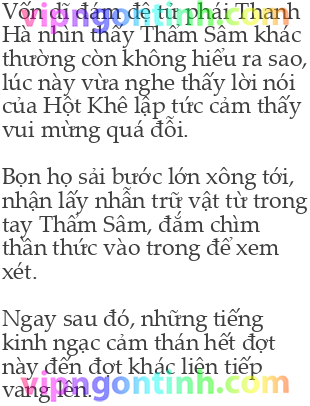 Vốn dĩ đám đệ tử phái Thanh
Hà nhìn thấy Thẩm Sâm khác
thường còn không hiểu ra sao,
lúc này vừa nghe thấy lời nói
của Hột Khê lập tức cảm thấy
vui mừng quá đỗi.

Bọn họ sải bước lớn xông tới,
nhận lấy nhẫn trữ vật từ trong
tay Thẩm Sâm, đắm chìm
thần thức vào trong để xem
xét.

Ngay sau đó, những tiếng
kinh ngạc cảm thán hết đợt
này đến đợt khác liên tiếp
vang lên.
vipngontinh.com
vipngontinh.com
vipngontinh.com